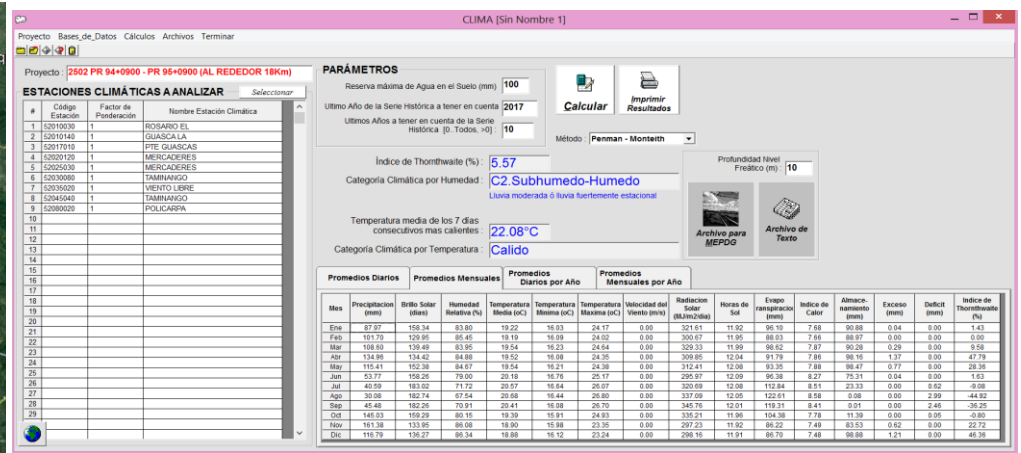 CLIMA [Sin Nombre 1]
Proyecto Bases_de_Datos Cálculos Archivos Terminar
Proyecto : 2502 PR 94+0900 - PR 95+0900 (AL REDEDOR 18Km)
ESTACIONES CLIMÁTICAS A ANALIZAR Seleccionar
# Código Estación Factor de Ponderación Nombre Estación Climática
1 52010030 1 ROSARIO EL
2 52010140 1 GUASCA LA
3 52017010 1 PTE GUASCAS
4 52020120 1 MERCADERES
5 52025030 1 MERCADERES
6 52030080 1 TAMINANGO
7 52035020 1 VIENTO LIBRE
8 52045040 1 TAMINANGO
9 52080020 1 POLICARPA
10
11
12
13
14
15
16
17
18
19
20
21
22
23
24
25
26
27
28
29
PARÁMETROS
Reserva máxima de Agua en el Suelo (mm) 100
Ultimo Año de la Serie Histórica a tener en cuenta 2017
Ultimos Años a tener en cuenta de la Serie
Histórica [0..Todos, >0] : 10
Calcular
Imprimir
Resultados
Método : Penman - Monteith
Índice de Thornthwaite (%) : 5.57
Categoría Climática por Humedad : C2.Subhumedo-Humedo
Lluvia moderada ó lluvia fuertemente estacional
Temperatura media de los 7 días
consecutivos mas calientes : 22.08°C
Categoría Climática por Temperatura : Calido
Profundidad Nivel
Freático (m) : 10
Archivo para
MEPDG
Archivo de
Texto
Promedios Diarios Promedios Mensuales Promedios Diarios por Año Promedios Mensuales por Año
Mes Precipitacion (mm) Brillo Solar (dias) Humedad Relativa (%) Temperatura Media (oC) Temperatura Minima (oC) Temperatura Maxima (oC) Velocidad del Viento (m/s) Radiacion Solar (MJ/m2/dia) Horas de Sol Evapo ranspiracion (mm) Indice de Calor Almace- namiento (mm) Exceso (mm) Deficit (mm) Indice de Thornthwaite (%)
Ene 87.97 158.34 83.80 19.22 16.03 24.17 0.00 321.61 11.92 96.10 7.68 90.88 0.04 0.00 1.43
Feb 101.70 129.95 85.45 19.19 16.09 24.02 0.00 300.67 11.95 88.03 7.66 88.97 0.00 0.00 0.52
Mar 108.60 139.49 83.95 19.54 16.23 24.64 0.00 329.33 11.99 98.62 7.87 90.28 0.29 0.00 9.58
Abr 134.96 134.42 84.88 19.52 16.08 24.35 0.00 309.85 12.04 91.79 7.86 98.16 1.37 0.00 47.79
May 115.41 152.38 84.67 19.54 16.21 24.38 0.00 312.41 12.08 93.35 7.88 98.47 0.77 0.00 28.36
Jun 53.77 158.26 79.00 20.18 16.76 25.17 0.00 295.97 12.09 96.38 8.27 75.31 0.04 0.00 1.63
Jul 40.59 183.02 71.72 20.57 16.64 26.07 0.00 320.69 12.08 112.84 8.51 23.33 0.00 0.62 -9.08
Ago 30.08 182.74 67.54 20.68 16.44 26.80 0.00 337.09 12.05 122.61 8.58 0.08 0.00 2.99 -44.92
Sep 45.48 182.26 70.91 20.41 16.08 26.70 0.00 345.76 12.01 119.31 8.41 0.01 0.00 2.46 -36.25
Oct 145.03 159.29 80.15 19.39 15.91 24.93 0.00 335.21 11.96 104.38 7.78 11.39 0.00 0.05 -0.80
Nov 161.38 133.95 86.08 18.90 15.98 23.35 0.00 297.23 11.92 86.22 7.49 83.53 0.62 0.00 22.72
Dic 116.79 136.27 86.34 18.88 16.12 23.24 0.00 298.16 11.91 86.70 7.48 98.88 1.21 0.00 46.36